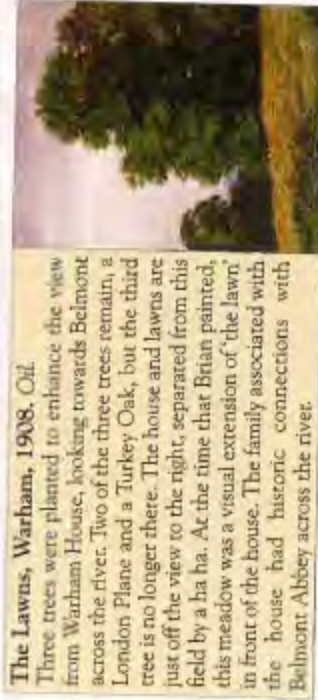 The Lawns, Warham, 1908. Oil.
Three trees were planted to enhance the view
from Warham House, looking towards Belmont
across the river. Two of the three trees remain, a
London Plane and a Turkey Oak, but the third
tree is no longer there. The house and lawns are
just off the view to the right, separated from this
field by a ha ha. At the time that Brian painted,
this meadow was a visual extension of 'the lawn'
in front of the house. The family associated with
the house had historic connections with
Belmont Abbey across the river.